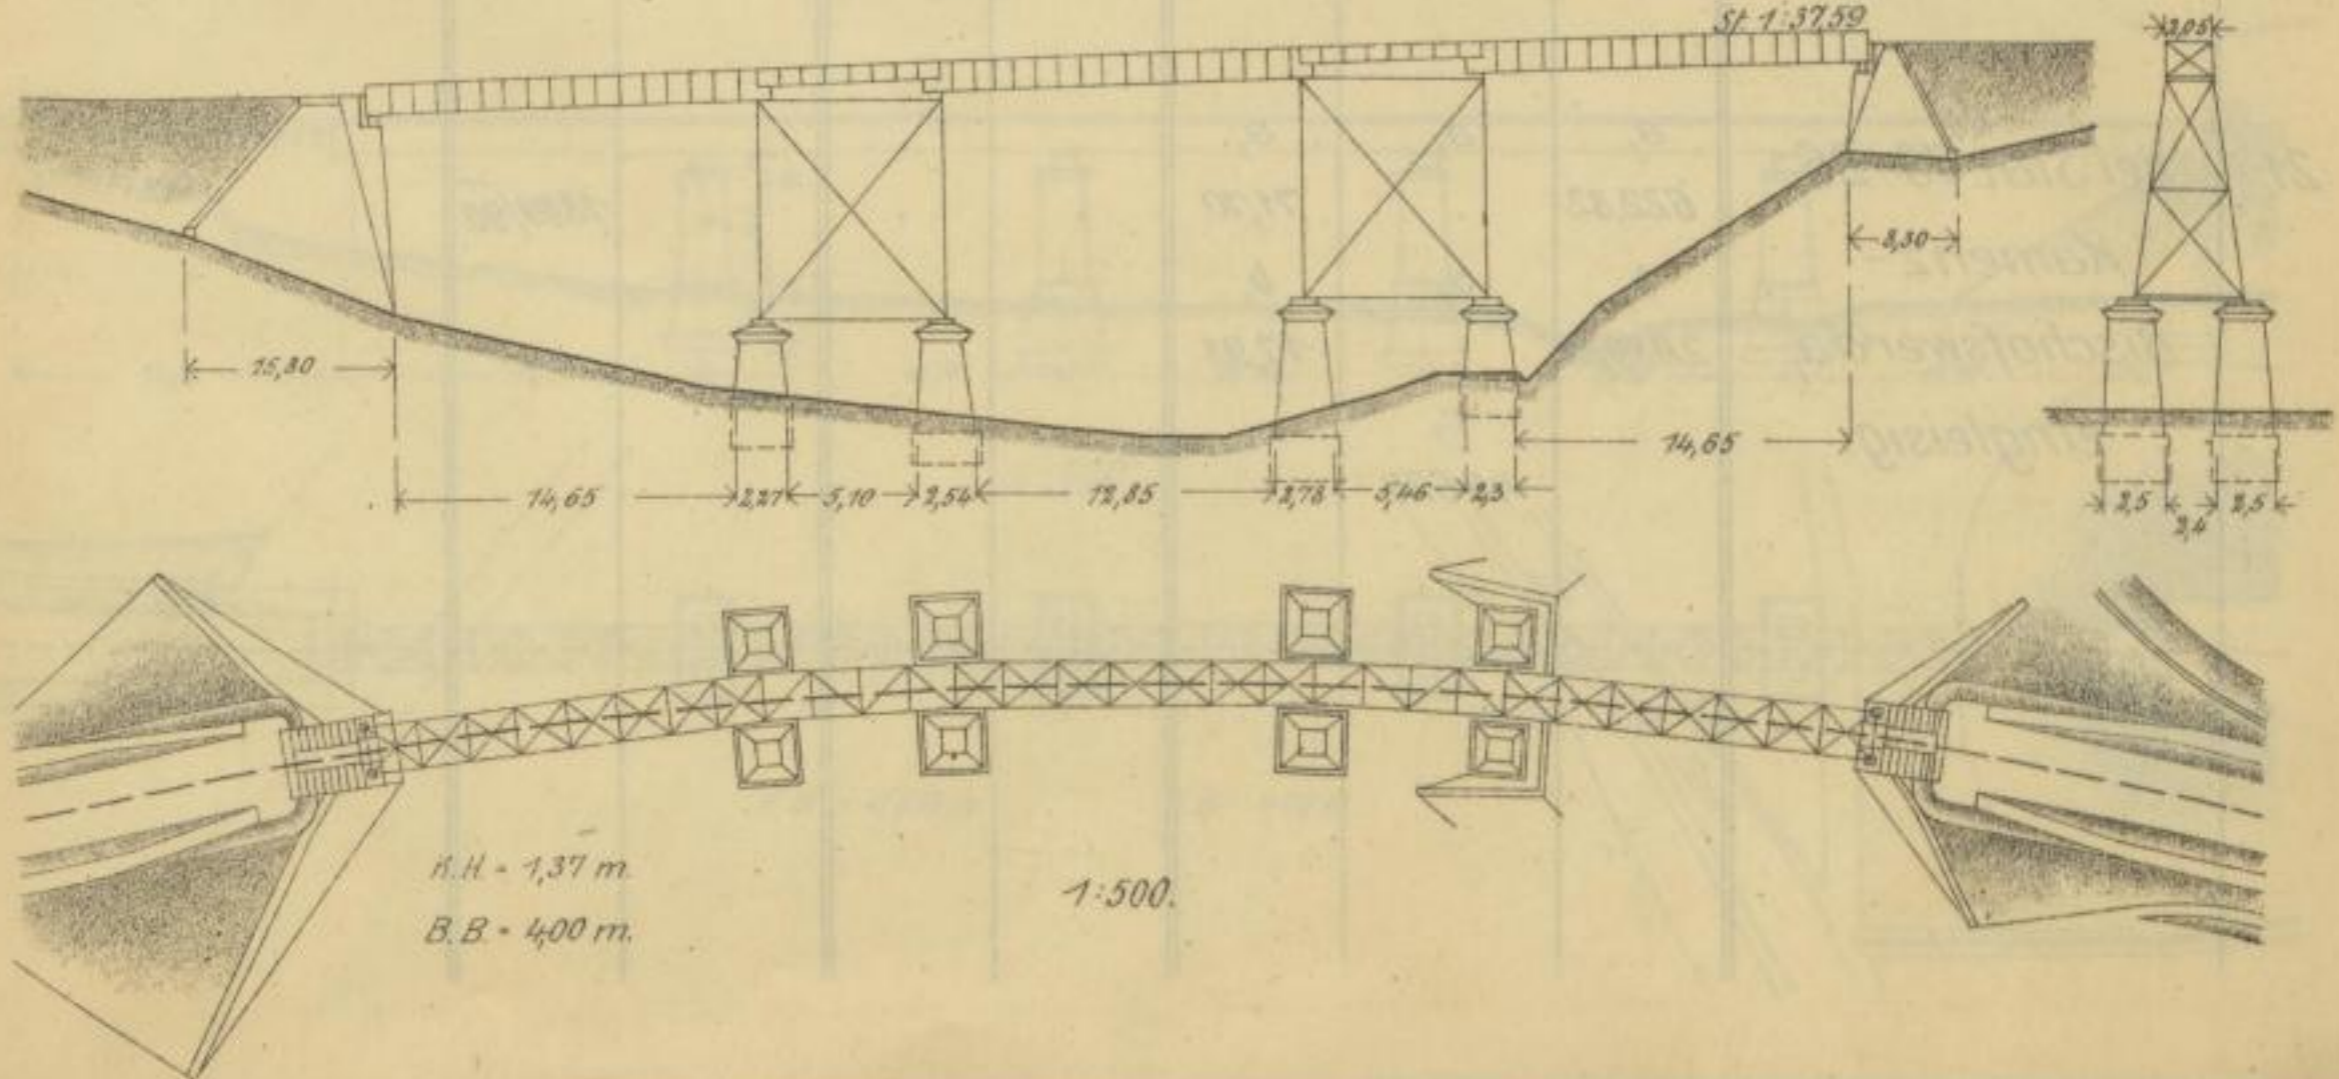 St. 1:37,59
2,05
8,30
15,80
14,65
14,65 2,27 5,10 2,54 12,85 2,78 5,46 2,3
2,5 2,4 2,5
K.H. = 1,37 m.
B.B. = 4,00 m.
1:500.